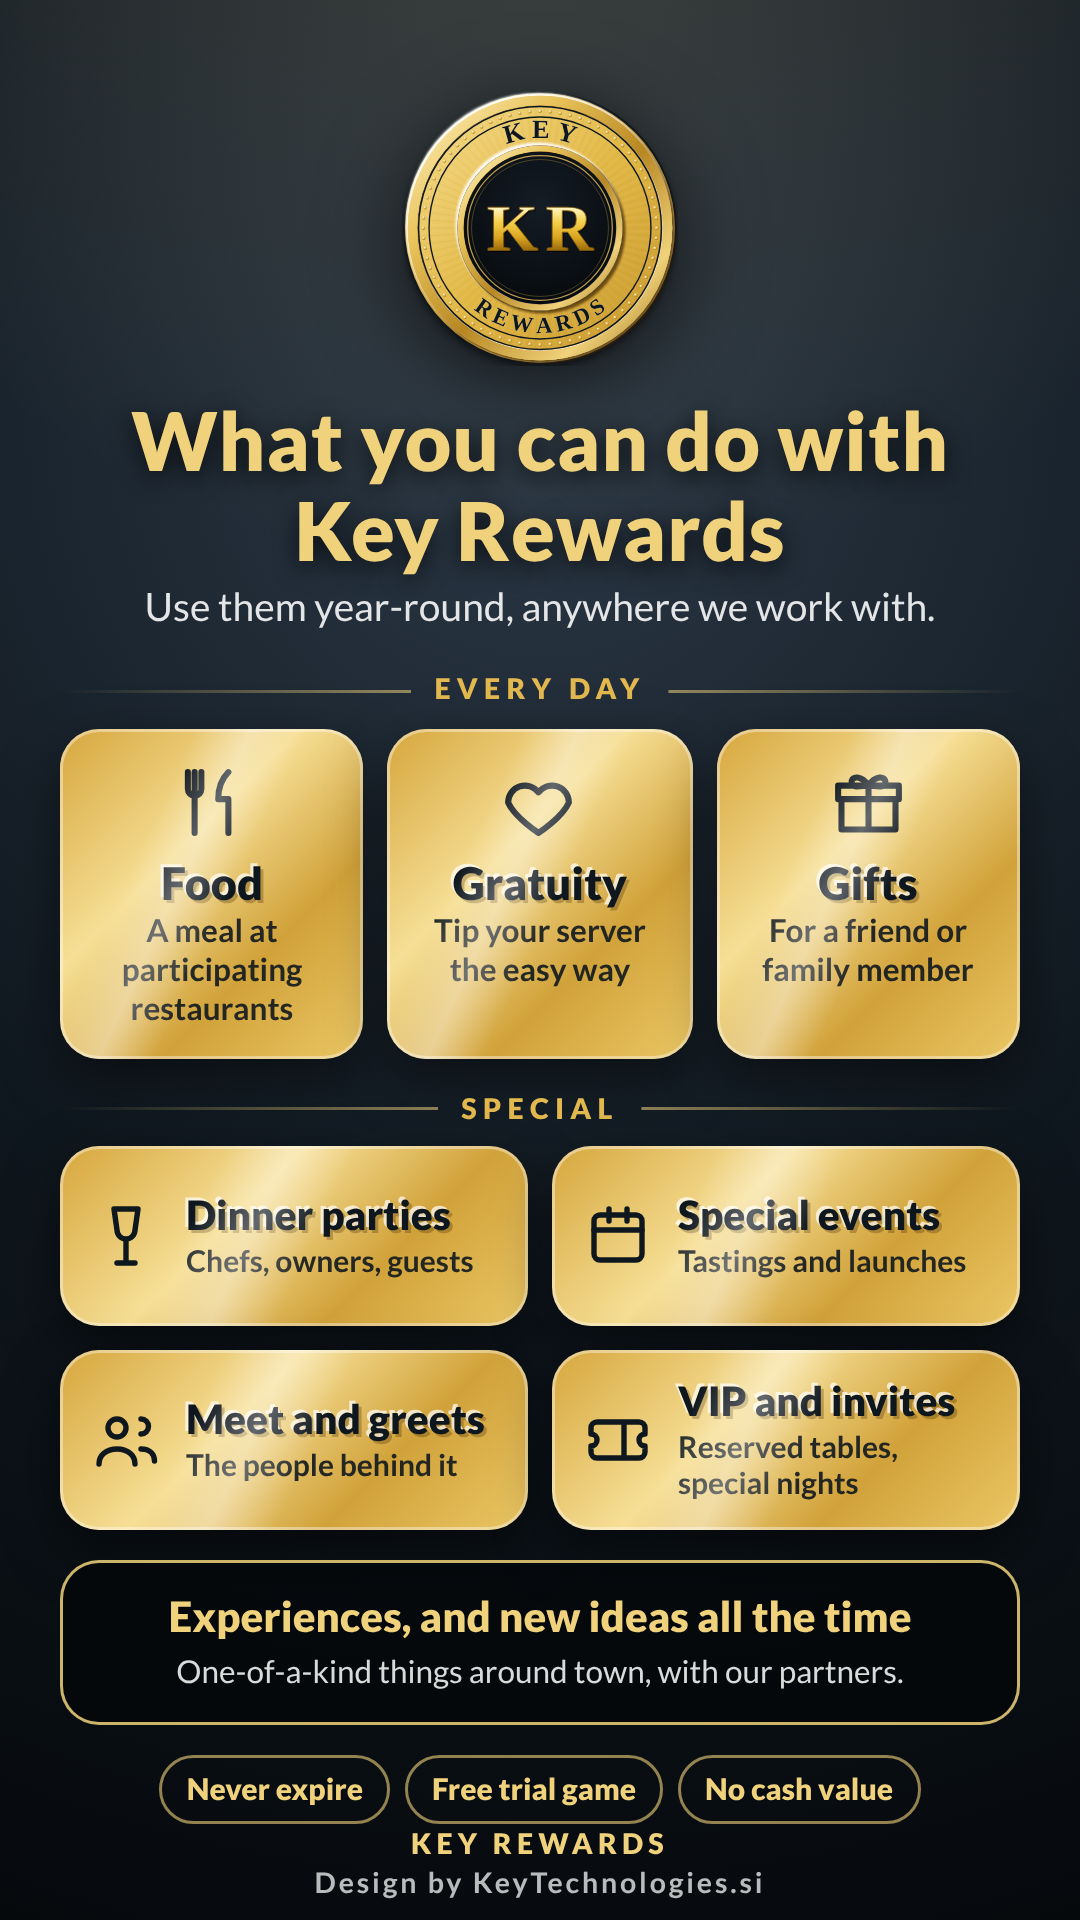 KEY
KR
REWARDS
What you can do with
Key Rewards
Use them year-round, anywhere we work with.
EVERY DAY
Food
A meal at
participating
restaurants
Gratuity
Tip your server
the easy way
Gifts
For a friend or
family member
SPECIAL
Dinner parties
Chefs, owners, guests
Special events
Tastings and launches
Meet and greets
The people behind it
VIP and invites
Reserved tables,
special nights
Experiences, and new ideas all the time
One-of-a-kind things around town, with our partners.
Never expire
Free trial game
No cash value
KEY REWARDS
Design by KeyTechnologies.si